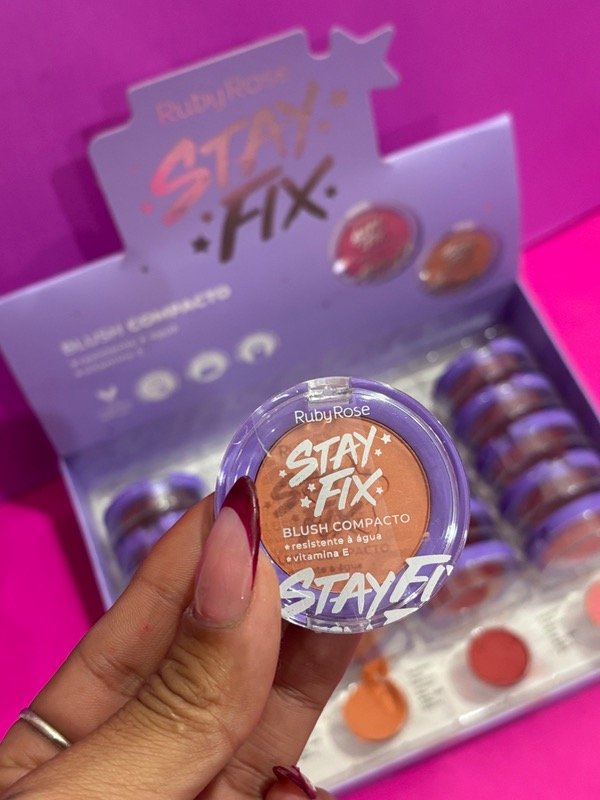 RubyRose
STAY
FIX
BLUSH COMPACTO
RubyRose
STAY
FIX
BLUSH COMPACTO
resistente à água
vitamina E
STAYFIX